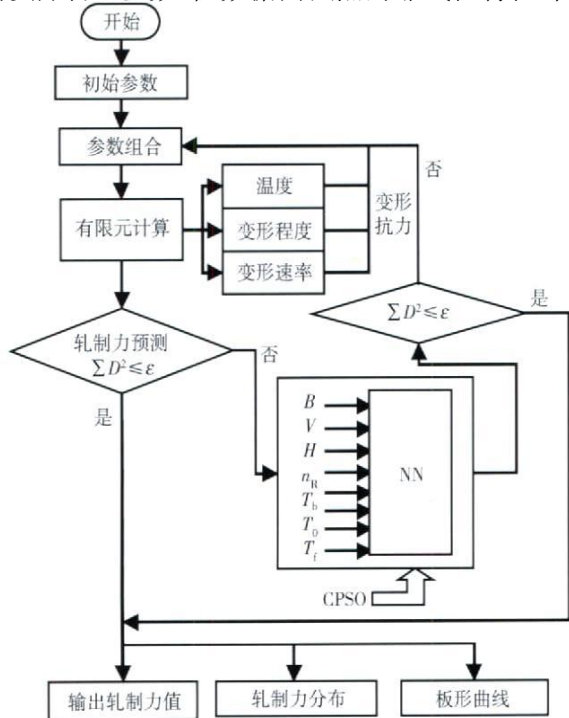 开始
初始参数
参数组合
有限元计算
温度
变形程度
变形速率
变形
抗力
否
∑D²≤ε
是
轧制力预测
∑D²≤ε
否
是
B
V
H
n_R
T_b
T_0
T_f
NN
CPSO
输出轧制力值
轧制力分布
板形曲线